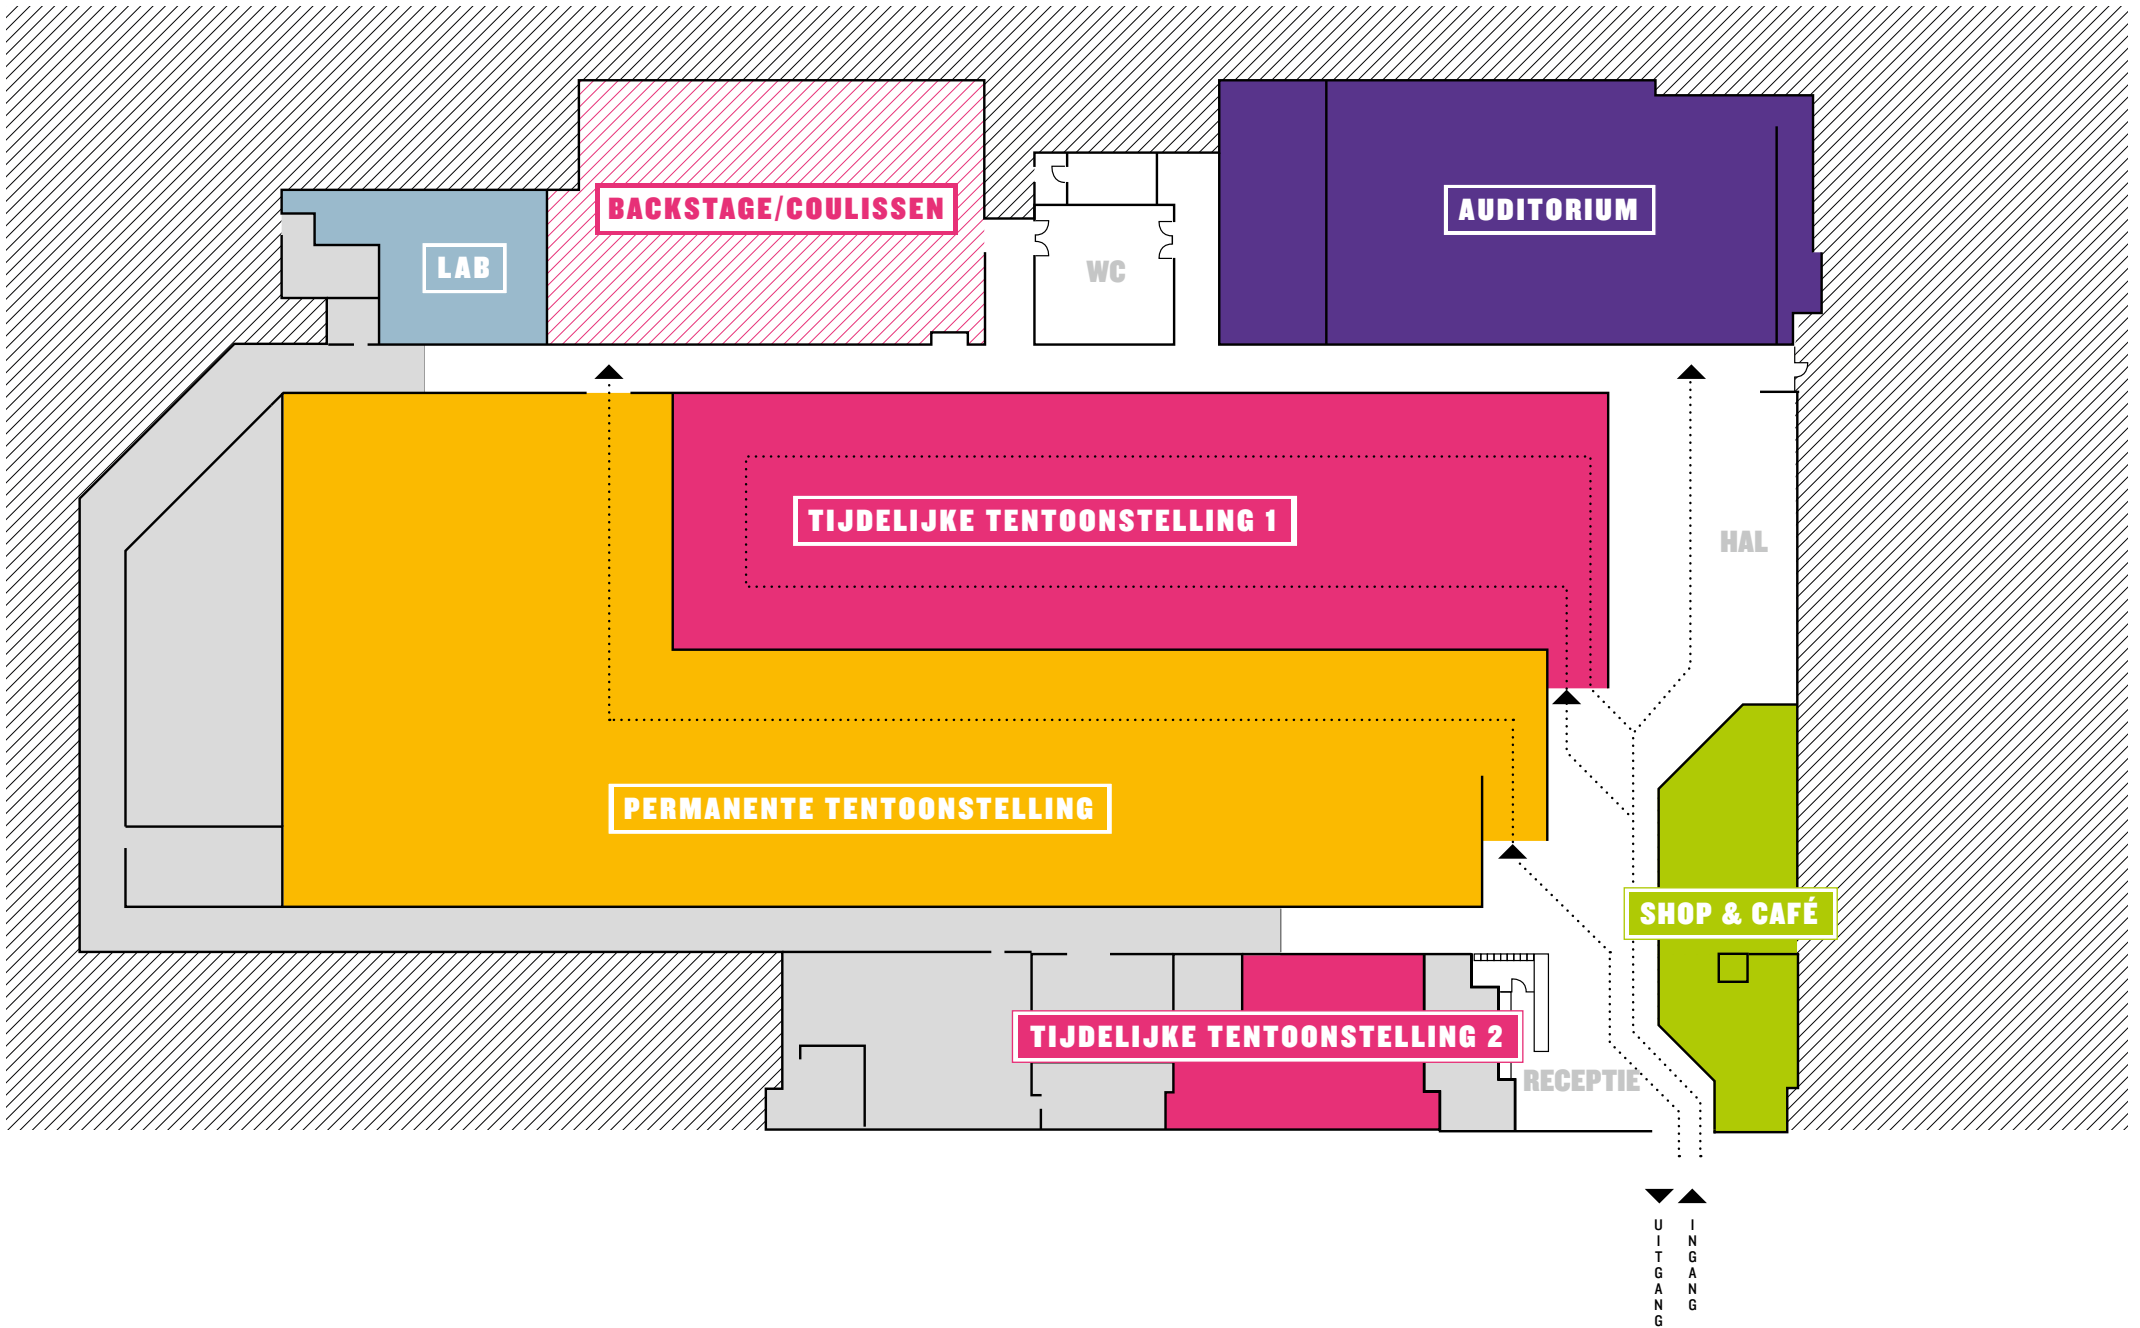 BACKSTAGE/COULISSEN
AUDITORIUM
LAB
WC
TIJDELIJKE TENTOONSTELLING 1
HAL
PERMANENTE TENTOONSTELLING
SHOP & CAFÉ
TIJDELIJKE TENTOONSTELLING 2
RECEPTIE
UITGANG
INGANG